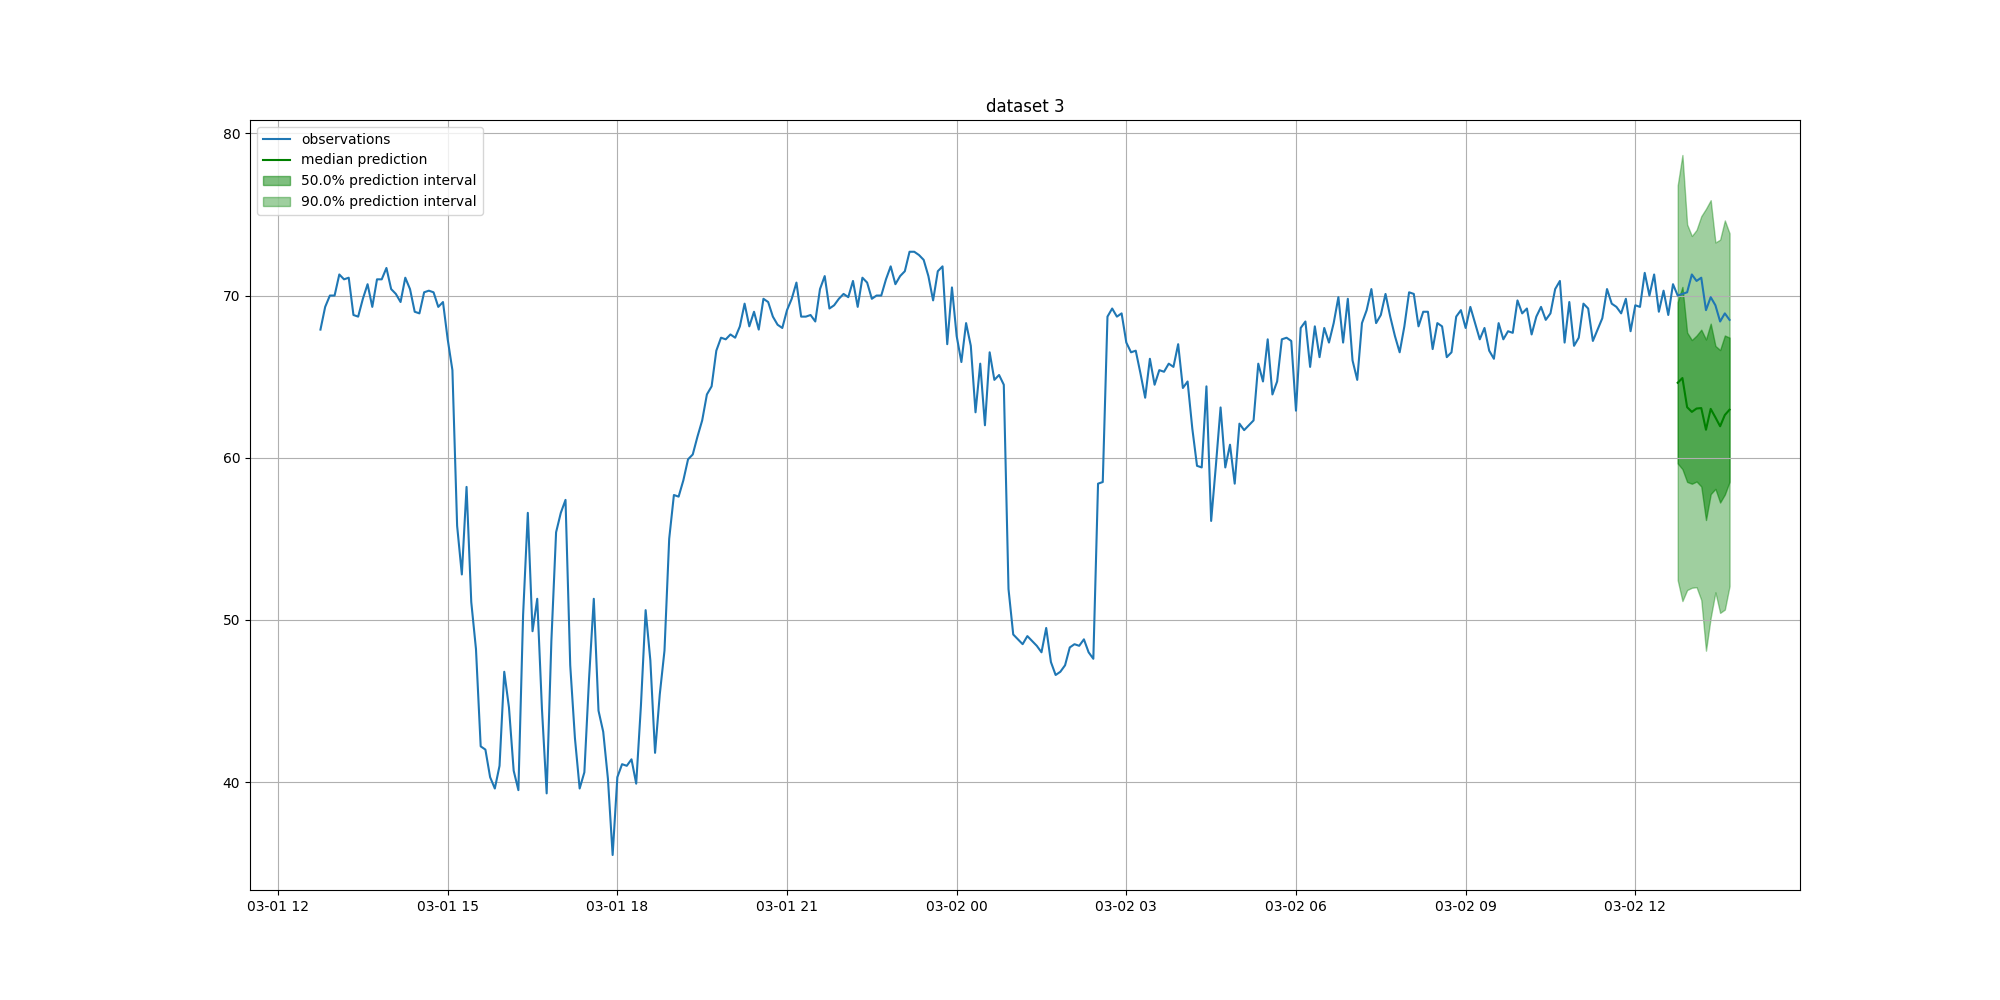 dataset 3
observations
median prediction
50.0% prediction interval
90.0% prediction interval
80
70
60
50
40
03-01 12
03-01 15
03-01 18
03-01 21
03-02 00
03-02 03
03-02 06
03-02 09
03-02 12